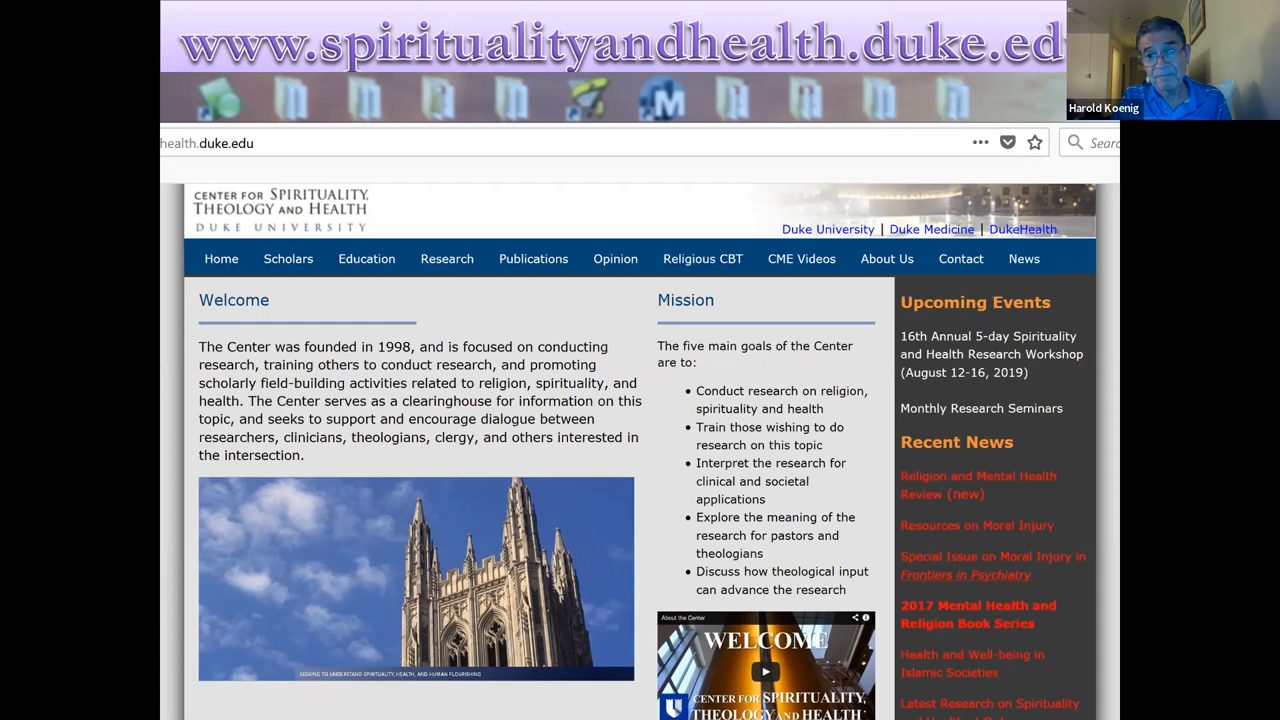 www.spiritualityandhealth.duke.ed
Harold Koenig
health.duke.edu
Searc
CENTER FOR SPIRITUALITY,
THEOLOGY AND HEALTH
DUKE UNIVERSITY
Duke University | Duke Medicine | DukeHealth
Home Scholars Education Research Publications Opinion Religious CBT CME Videos About Us Contact News
Welcome
The Center was founded in 1998, and is focused on conducting
research, training others to conduct research, and promoting
scholarly field-building activities related to religion, spirituality, and
health. The Center serves as a clearinghouse for information on this
topic, and seeks to support and encourage dialogue between
researchers, clinicians, theologians, clergy, and others interested in
the intersection.
SEEKING TO UNDERSTAND SPIRITUALITY, HEALTH, AND HUMAN FLOURISHING
Mission
The five main goals of the Center
are to:
• Conduct research on religion,
spirituality and health
• Train those wishing to do
research on this topic
• Interpret the research for
clinical and societal
applications
• Explore the meaning of the
research for pastors and
theologians
• Discuss how theological input
can advance the research
About the Center
WELCOME
CENTER FOR SPIRITUALITY,
THEOLOGY AND HEALTH
Upcoming Events
16th Annual 5-day Spirituality
and Health Research Workshop
(August 12-16, 2019)
Monthly Research Seminars
Recent News
Religion and Mental Health
Review (new)
Resources on Moral Injury
Special Issue on Moral Injury in
Frontiers in Psychiatry
2017 Mental Health and
Religion Book Series
Health and Well-being in
Islamic Societies
Latest Research on Spirituality